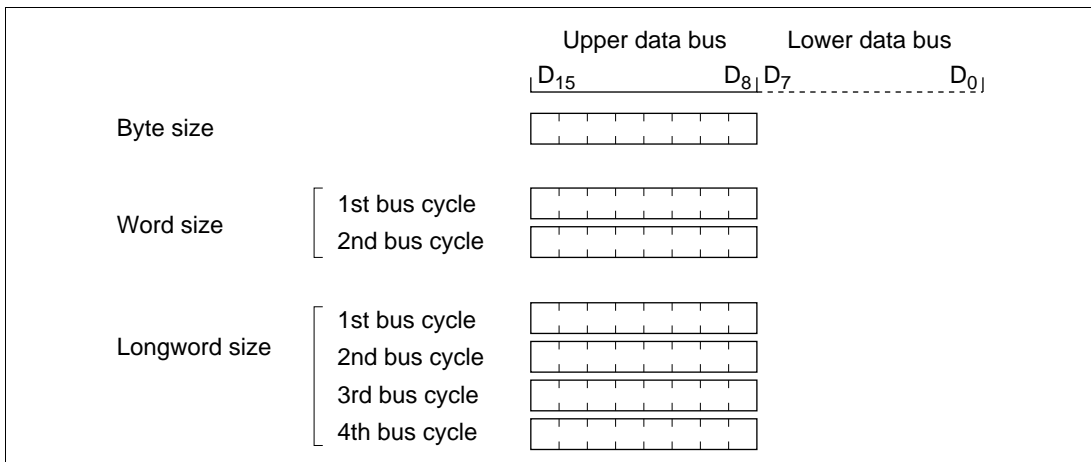 Upper data bus Lower data bus
D15 D8 D7 D0
Byte size
Word size
1st bus cycle
2nd bus cycle
Longword size
1st bus cycle
2nd bus cycle
3rd bus cycle
4th bus cycle